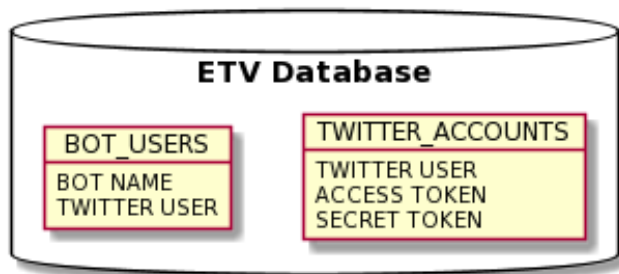 ETV Database
BOT_USERS
BOT NAME
TWITTER USER
TWITTER_ACCOUNTS
TWITTER USER
ACCESS TOKEN
SECRET TOKEN